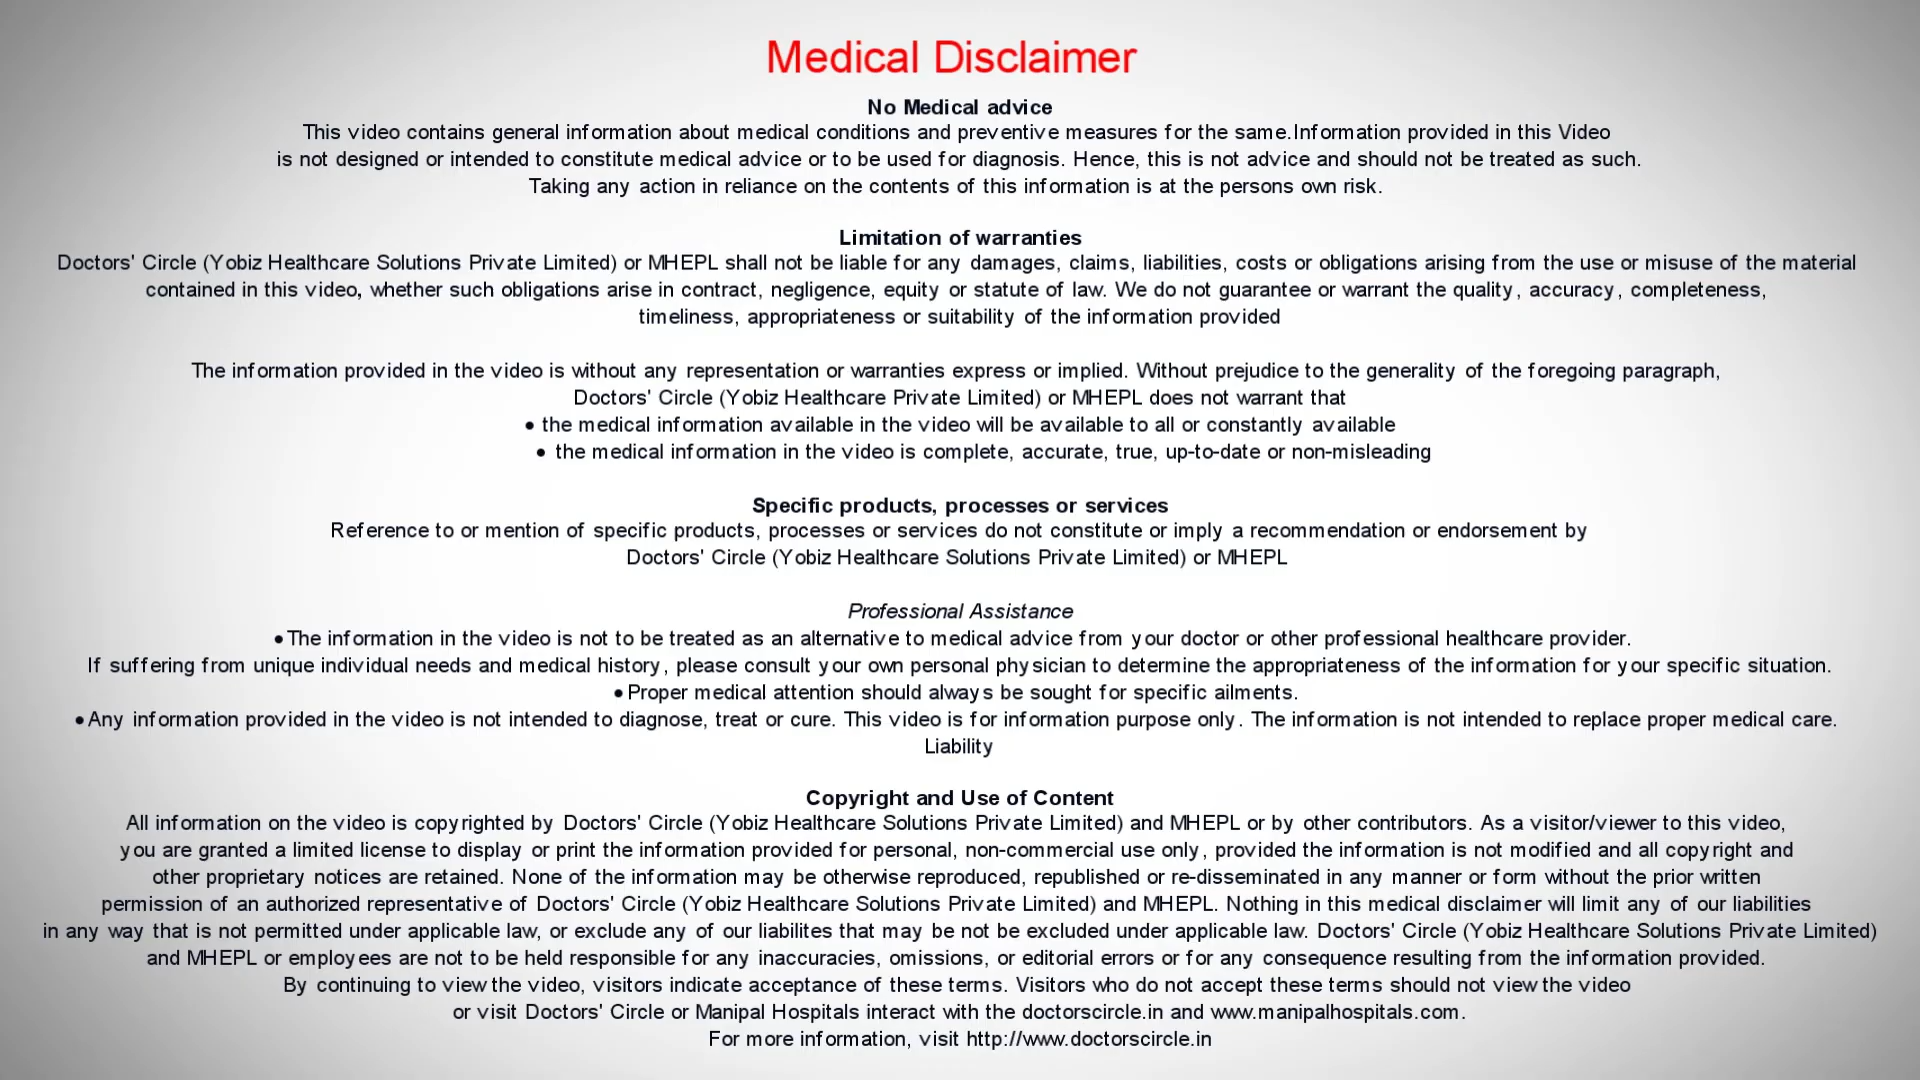 Medical Disclaimer
No Medical advice
This video contains general information about medical conditions and preventive measures for the same.Information provided in this Video
is not designed or intended to constitute medical advice or to be used for diagnosis. Hence, this is not advice and should not be treated as such.
Taking any action in reliance on the contents of this information is at the persons own risk.
Limitation of warranties
Doctors' Circle (Yobiz Healthcare Solutions Private Limited) or MHEPL shall not be liable for any damages, claims, liabilities, costs or obligations arising from the use or misuse of the material
contained in this video, whether such obligations arise in contract, negligence, equity or statute of law. We do not guarantee or warrant the quality, accuracy, completeness,
timeliness, appropriateness or suitability of the information provided
The information provided in the video is without any representation or warranties express or implied. Without prejudice to the generality of the foregoing paragraph,
Doctors' Circle (Yobiz Healthcare Private Limited) or MHEPL does not warrant that
• the medical information available in the video will be available to all or constantly available
• the medical information in the video is complete, accurate, true, up-to-date or non-misleading
Specific products, processes or services
Reference to or mention of specific products, processes or services do not constitute or imply a recommendation or endorsement by
Doctors' Circle (Yobiz Healthcare Solutions Private Limited) or MHEPL
Professional Assistance
•The information in the video is not to be treated as an alternative to medical advice from your doctor or other professional healthcare provider.
If suffering from unique individual needs and medical history, please consult your own personal physician to determine the appropriateness of the information for your specific situation.
•Proper medical attention should always be sought for specific ailments.
•Any information provided in the video is not intended to diagnose, treat or cure. This video is for information purpose only. The information is not intended to replace proper medical care.
Liability
Copyright and Use of Content
All information on the video is copyrighted by Doctors' Circle (Yobiz Healthcare Solutions Private Limited) and MHEPL or by other contributors. As a visitor/viewer to this video,
you are granted a limited license to display or print the information provided for personal, non-commercial use only, provided the information is not modified and all copyright and
other proprietary notices are retained. None of the information may be otherwise reproduced, republished or re-disseminated in any manner or form without the prior written
permission of an authorized representative of Doctors' Circle (Yobiz Healthcare Solutions Private Limited) and MHEPL. Nothing in this medical disclaimer will limit any of our liabilities
in any way that is not permitted under applicable law, or exclude any of our liabilites that may be not be excluded under applicable law. Doctors' Circle (Yobiz Healthcare Solutions Private Limited)
and MHEPL or employees are not to be held responsible for any inaccuracies, omissions, or editorial errors or for any consequence resulting from the information provided.
By continuing to view the video, visitors indicate acceptance of these terms. Visitors who do not accept these terms should not view the video
or visit Doctors' Circle or Manipal Hospitals interact with the doctorscircle.in and www.manipalhospitals.com.
For more information, visit http://www.doctorscircle.in